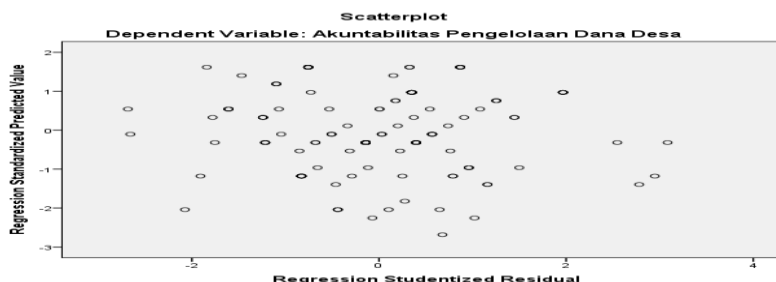 Scatterplot
Dependent Variable: Akuntabilitas Pengelolaan Dana Desa
Regression Standardized Predicted Value
2
1
0
-1
-2
-3
-2
0
2
4
Regression Studentized Residual